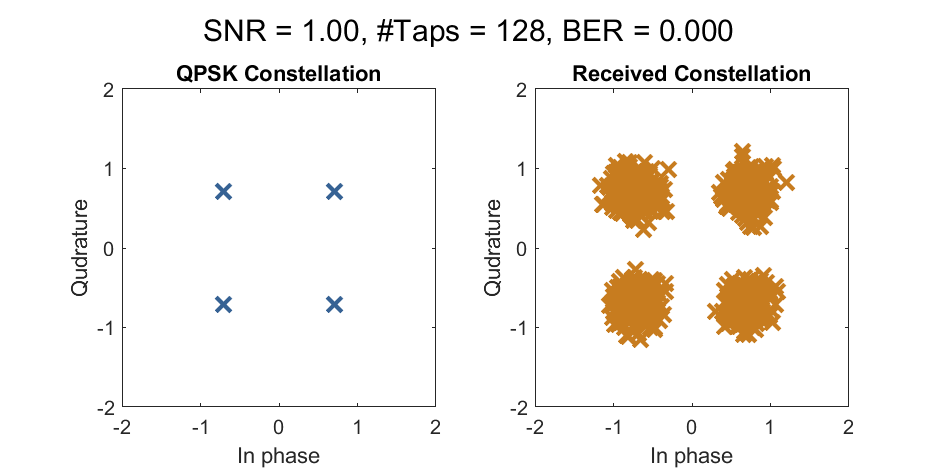 SNR = 1.00, #Taps = 128, BER = 0.000
QPSK Constellation
Received Constellation
2
1
0
-1
-2
Qudrature
-2
-1
0
1
2
In phase
2
1
0
-1
-2
Qudrature
-2
-1
0
1
2
In phase